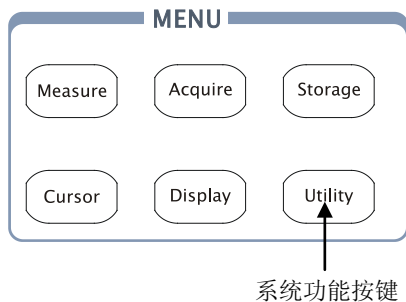 MENU
Measure Acquire Storage
Cursor Display Utility
系统功能按键